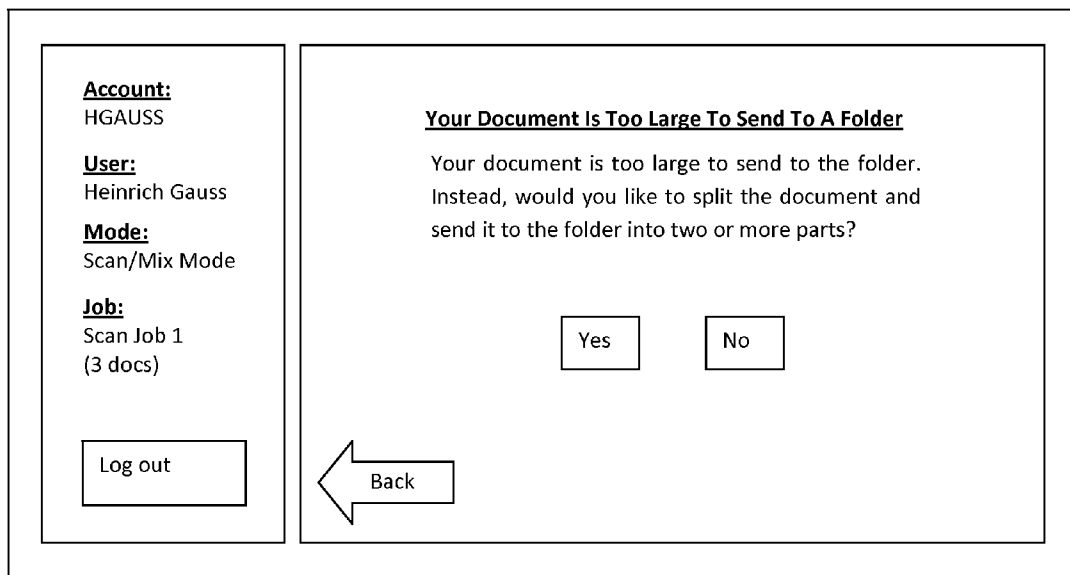 Account:
HGAUSS
User:
Heinrich Gauss
Mode:
Scan/Mix Mode
Job:
Scan Job 1
(3 docs)
Log out
Your Document Is Too Large To Send To A Folder
Your document is too large to send to the folder.
Instead, would you like to split the document and
send it to the folder into two or more parts?
Yes
No
Back